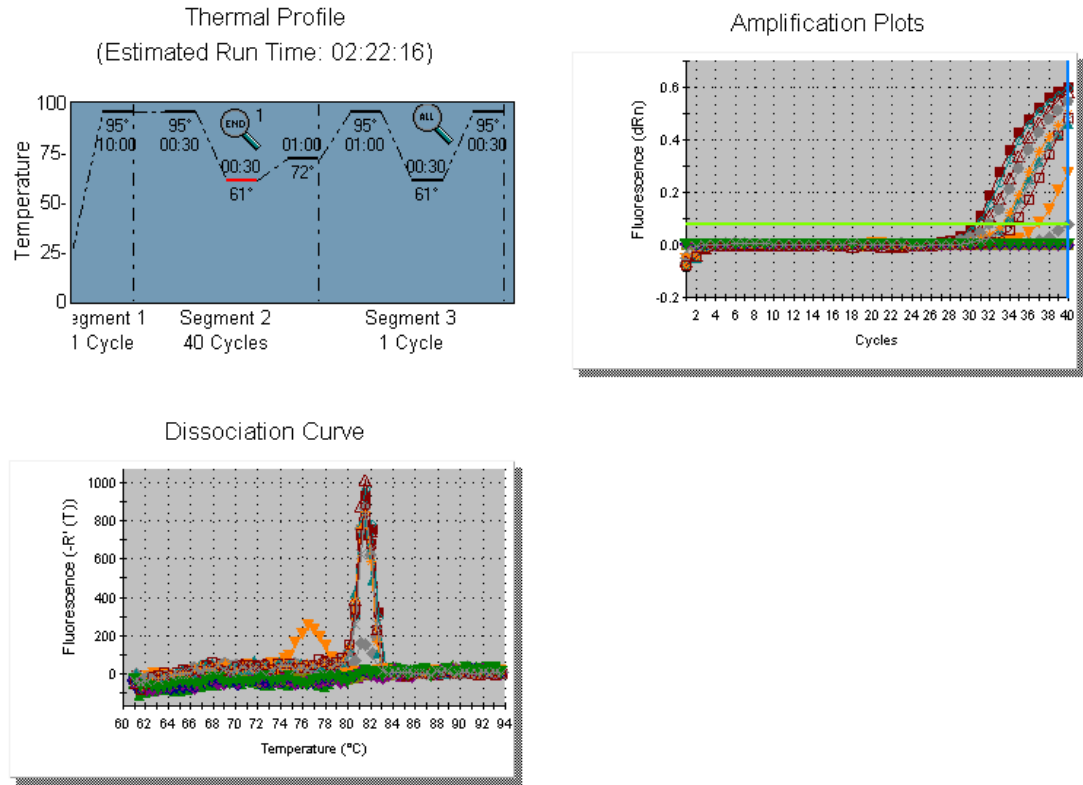 Thermal Profile
(Estimated Run Time: 02:22:16)
Temperature
100
75-
50-
25-
0
95° 95° END 1 95° ALL 95°
10:00 00:30 01:00 01:00 00:30
00:30 72° 00:30
61° 61°
egment 1 Segment 2 Segment 3
1 Cycle 40 Cycles 1 Cycle
Amplification Plots
Fluorescence (dRn)
0.6
0.4
0.2
0.0
-0.2
2 4 6 8 10 12 14 16 18 20 22 24 26 28 30 32 34 36 38 40
Cycles
Dissociation Curve
Fluorescence (-R' (T))
1000
800
600
400
200
0
60 62 64 66 68 70 72 74 76 78 80 82 84 86 88 90 92 94
Temperature (°C)